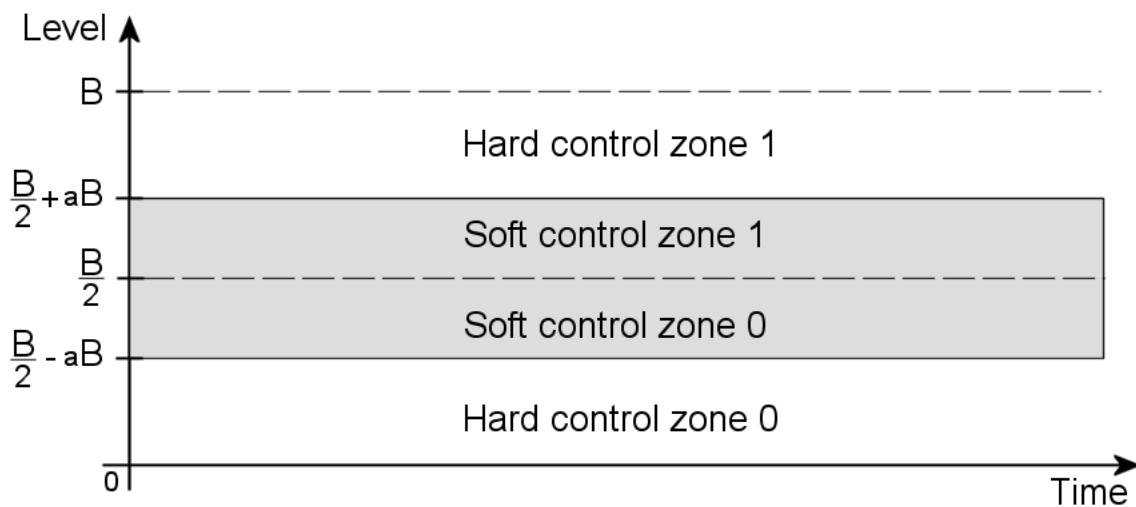 Level
B
Hard control zone 1
B/2 +aB
Soft control zone 1
B/2
Soft control zone 0
B/2 - aB
Hard control zone 0
0
Time